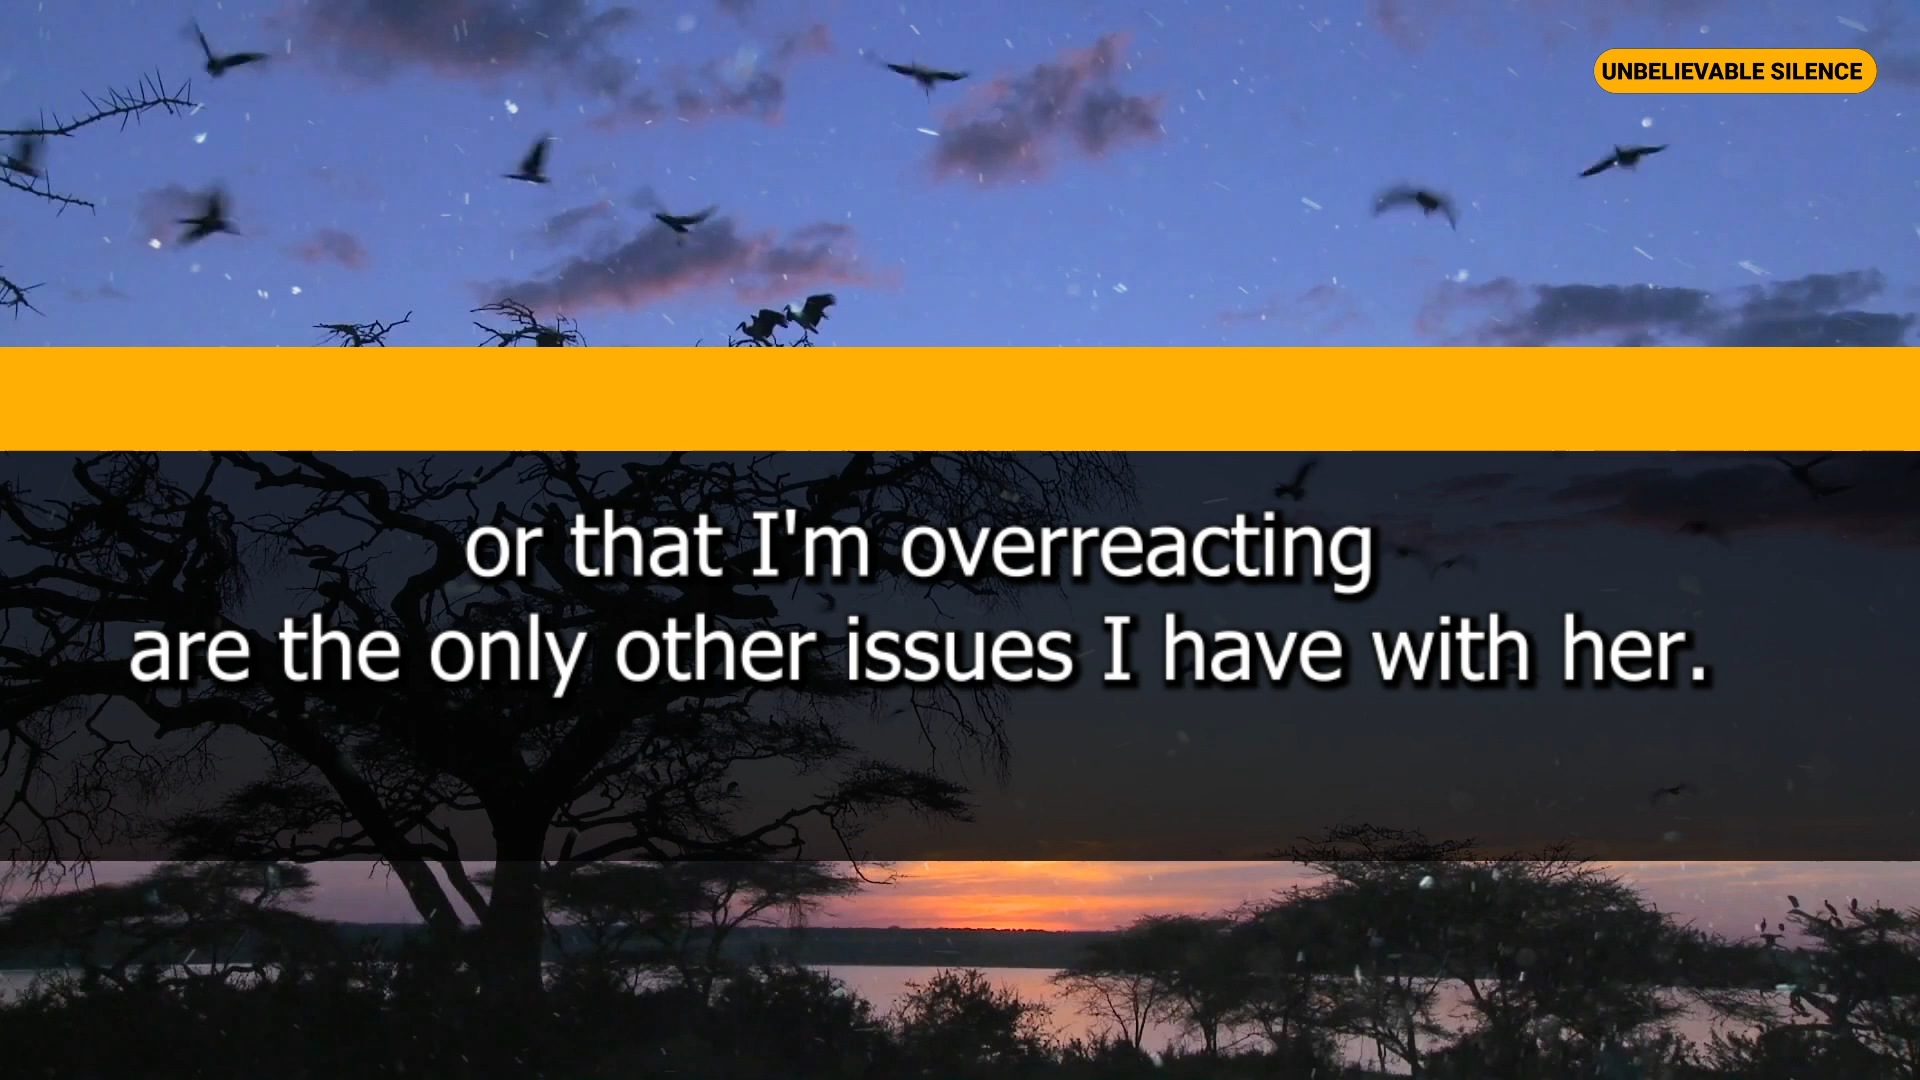 UNBELIEVABLE SILENCE
or that I'm overreacting
are the only other issues I have with her.